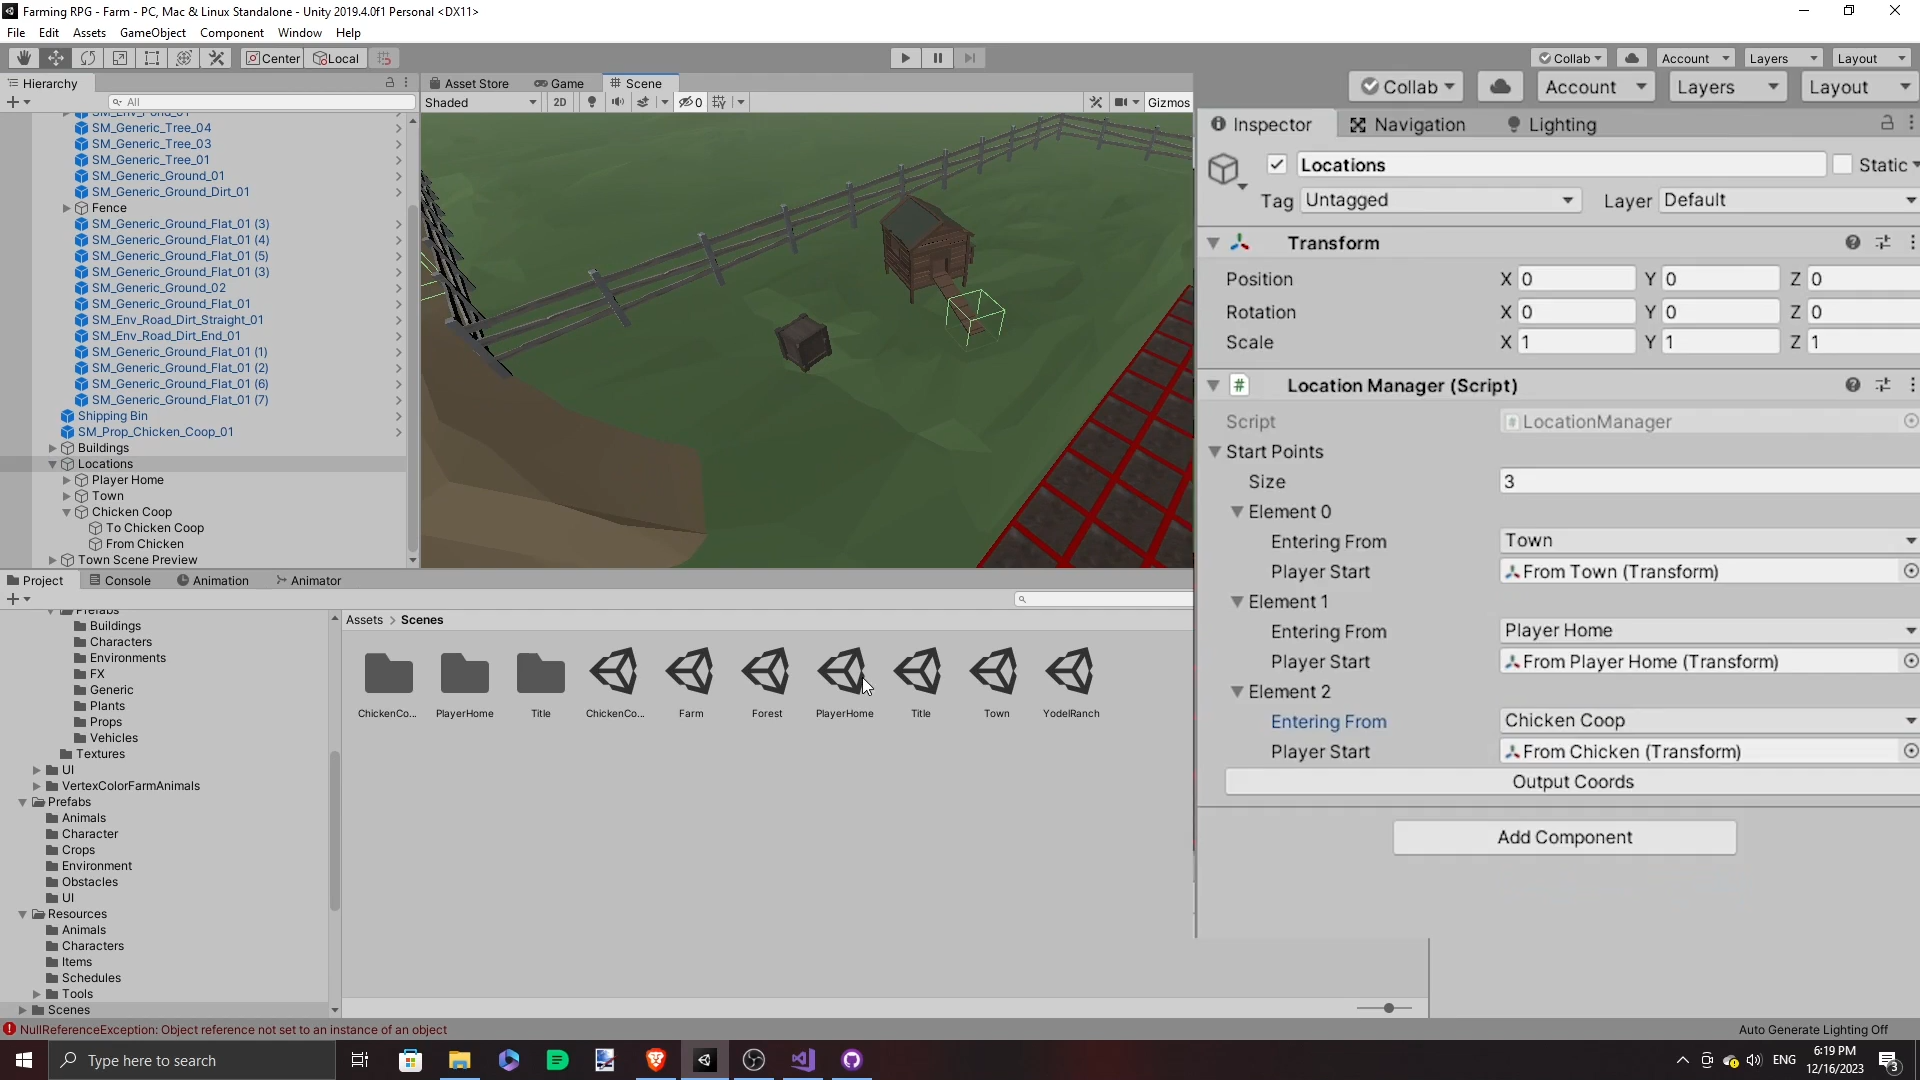 Farming RPG - Farm - PC, Mac & Linux Standalone - Unity 2019.4.0f1 Personal <DX11>
File Edit Assets GameObject Component Window Help
Center Local
Collab Account Layers Layout
Hierarchy
All
SM_Env_Pond_01
SM_Generic_Tree_04
SM_Generic_Tree_03
SM_Generic_Tree_01
SM_Generic_Ground_01
SM_Generic_Ground_Dirt_01
Fence
SM_Generic_Ground_Flat_01 (3)
SM_Generic_Ground_Flat_01 (4)
SM_Generic_Ground_Flat_01 (5)
SM_Generic_Ground_Flat_01 (3)
SM_Generic_Ground_02
SM_Generic_Ground_Flat_01
SM_Env_Road_Dirt_Straight_01
SM_Env_Road_Dirt_End_01
SM_Generic_Ground_Flat_01 (1)
SM_Generic_Ground_Flat_01 (2)
SM_Generic_Ground_Flat_01 (6)
SM_Generic_Ground_Flat_01 (7)
Shipping Bin
SM_Prop_Chicken_Coop_01
Buildings
Locations
Player Home
Town
Chicken Coop
To Chicken Coop
From Chicken
Town Scene Preview
Asset Store Game Scene
Shaded 2D 0 Gizmos
Collab Account Layers Layout
Inspector Navigation Lighting
Locations Static
Tag Untagged Layer Default
Transform
Position X 0 Y 0 Z 0
Rotation X 0 Y 0 Z 0
Scale X 1 Y 1 Z 1
Location Manager (Script)
Script LocationManager
Start Points
Size 3
Element 0
Entering From Town
Player Start From Town (Transform)
Element 1
Entering From Player Home
Player Start From Player Home (Transform)
Element 2
Entering From Chicken Coop
Player Start From Chicken (Transform)
Output Coords
Add Component
Project Console Animation Animator
Prefabs
Buildings
Characters
Environments
FX
Generic
Plants
Props
Vehicles
Textures
UI
VertexColorFarmAnimals
Prefabs
Animals
Character
Crops
Environment
Obstacles
UI
Resources
Animals
Characters
Items
Schedules
Tools
Scenes
Assets > Scenes
ChickenCo... PlayerHome Title ChickenCo... Farm Forest PlayerHome Title Town YodelRanch
NullReferenceException: Object reference not set to an instance of an object
Auto Generate Lighting Off
Type here to search
ENG
6:19 PM
12/16/2023
3